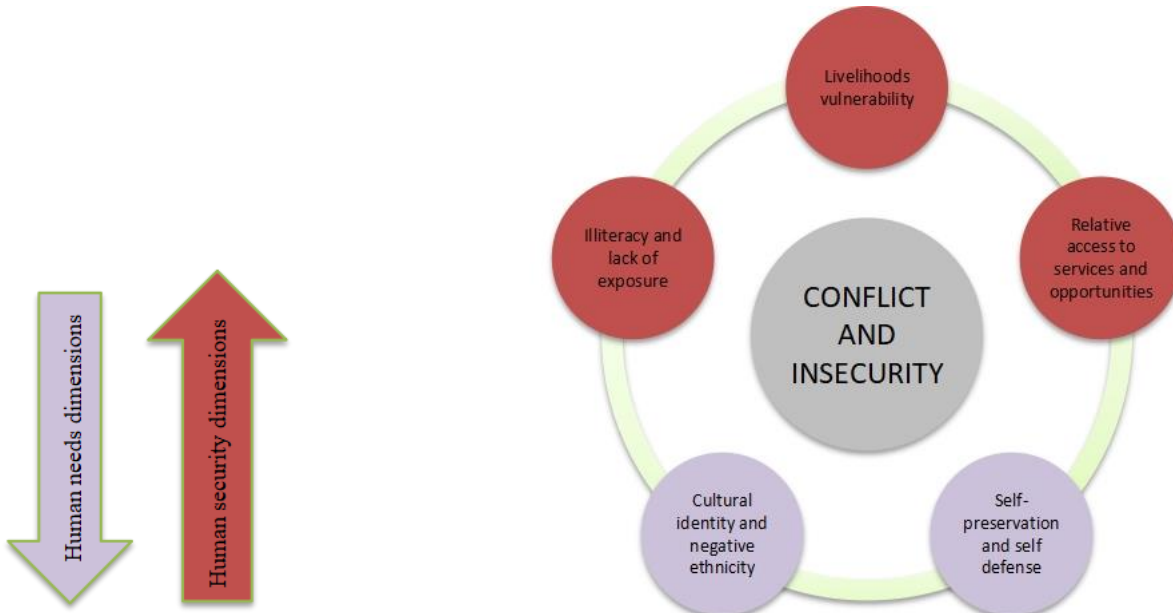 Human needs dimensions
Human security dimensions
Livelihoods
vulnerability
Illiteracy and
lack of
exposure
Relative
access to
services and
opportunities
CONFLICT
AND
INSECURITY
Cultural
identity and
negative
ethnicity
Self-
preservation
and self
defense